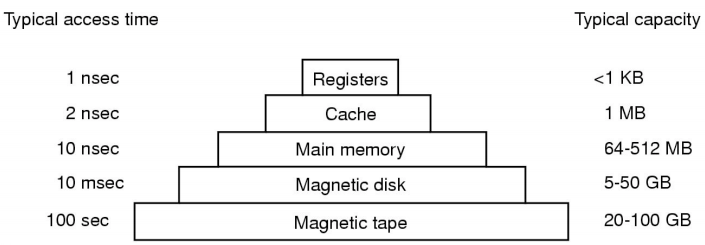 Typical access time Typical capacity
1 nsec Registers <1 KB
2 nsec Cache 1 MB
10 nsec Main memory 64-512 MB
10 msec Magnetic disk 5-50 GB
100 sec Magnetic tape 20-100 GB